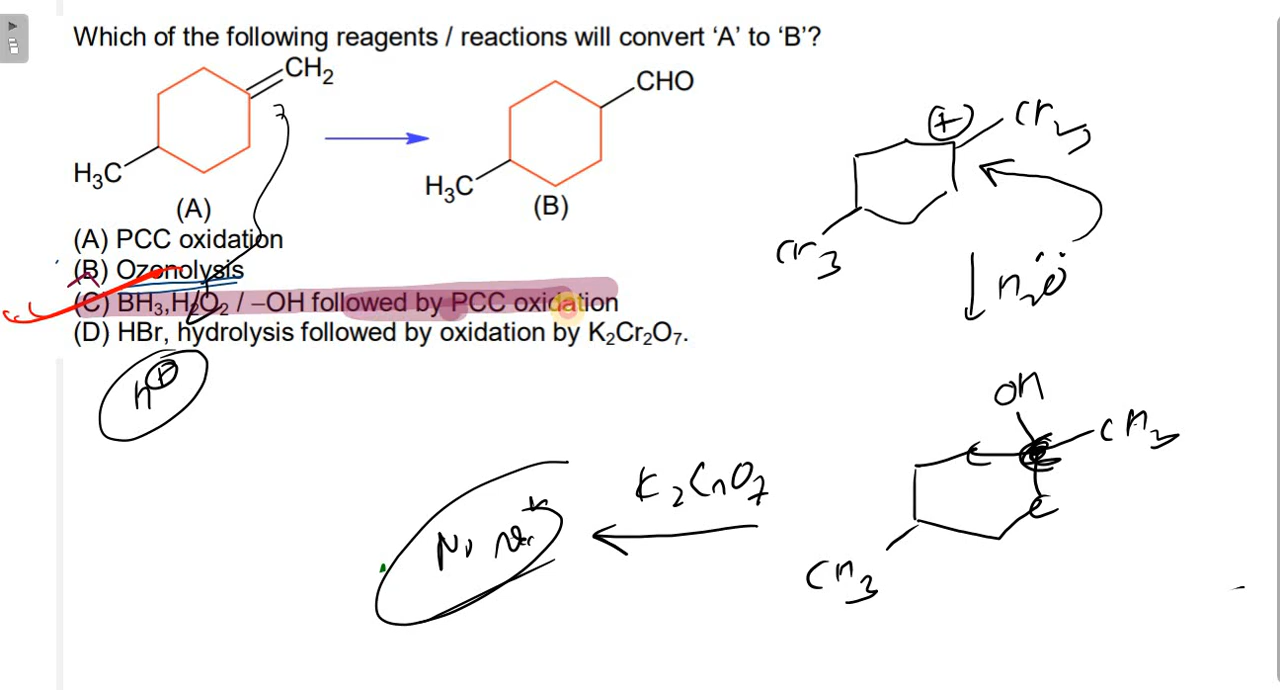 Which of the following reagents / reactions will convert ‘A’ to ‘B’?
CH₂
H₃C
(A)
CHO
H₃C
(B)
(A) PCC oxidation
(B) Ozonolysis
(C) BH₃,H₂O₂ / –OH followed by PCC oxidation
(D) HBr, hydrolysis followed by oxidation by K₂Cr₂O₇.
+
CH₃
CH₃
H₂O
H⊕
OH
CH₃
CH₃
K₂Cr₂O₇